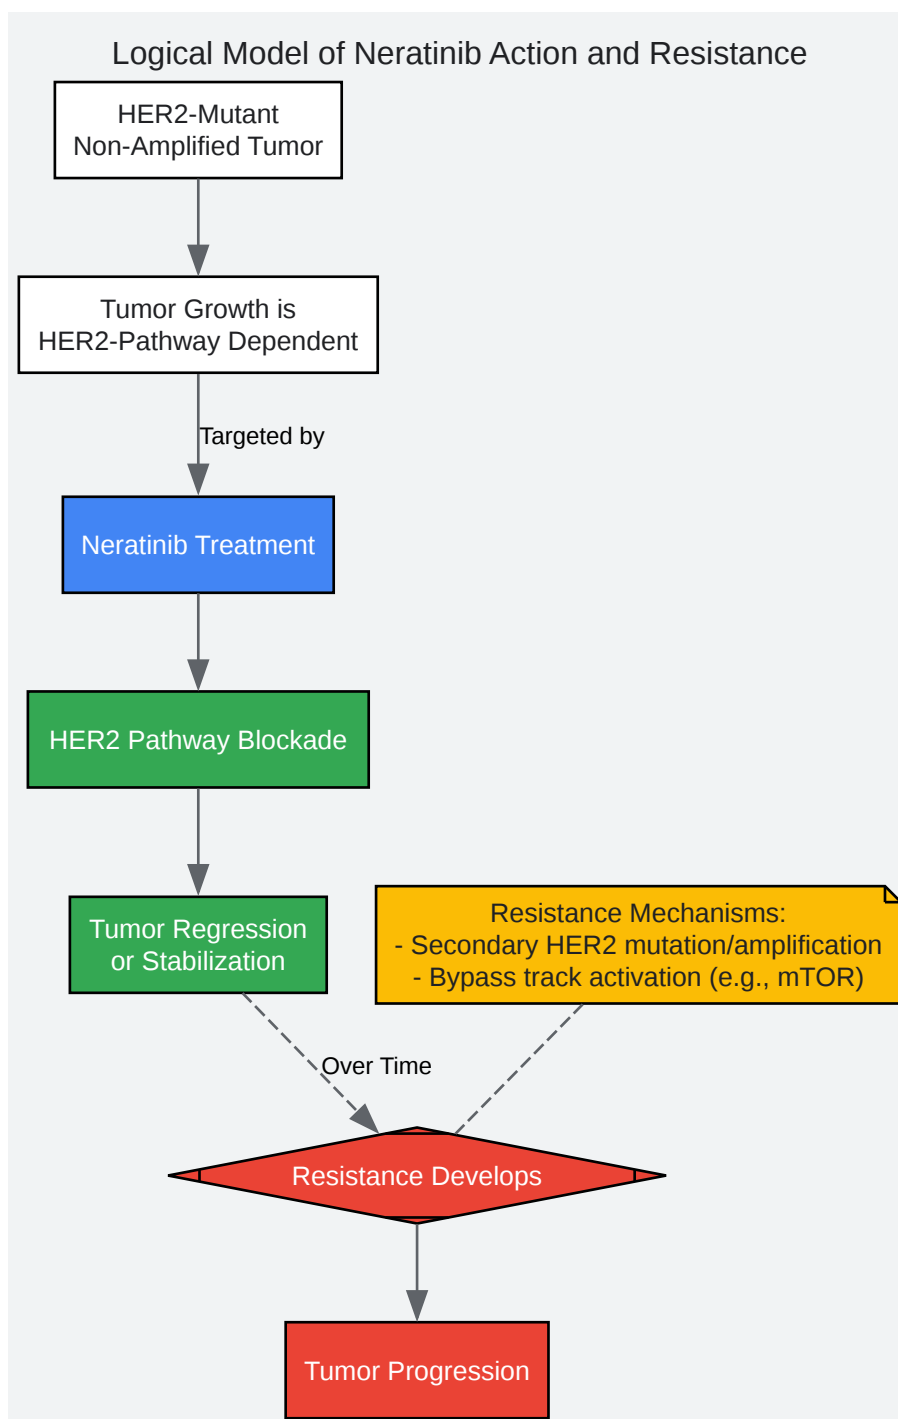 Logical Model of Neratinib Action and Resistance
HER2-Mutant
Non-Amplified Tumor
Tumor Growth is
HER2-Pathway Dependent
Targeted by
Neratinib Treatment
HER2 Pathway Blockade
Tumor Regression
or Stabilization
Resistance Mechanisms:
- Secondary HER2 mutation/amplification
- Bypass track activation (e.g., mTOR)
Over Time
Resistance Develops
Tumor Progression